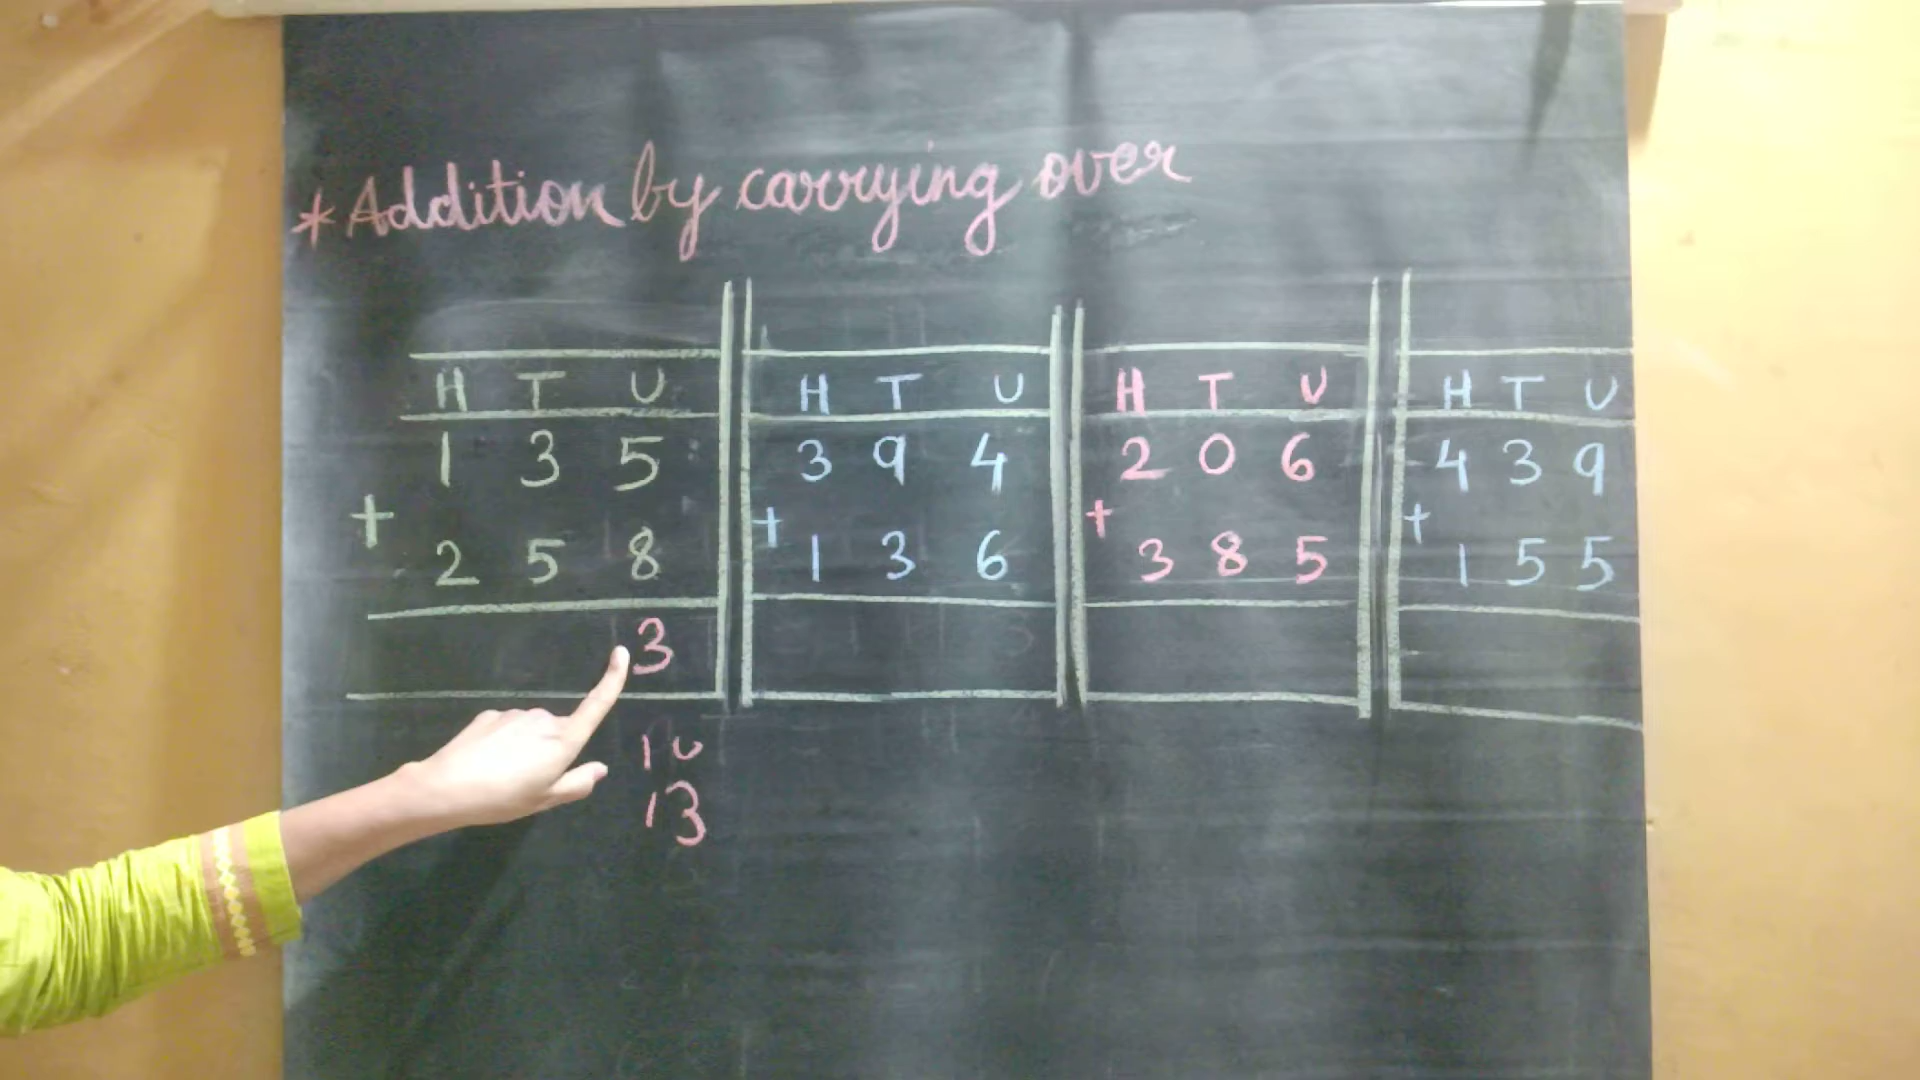 * Addition by carrying over
H T U H T U H T U H T U
1 3 5 3 9 4 2 0 6 4 3 9
+ + + +
2 5 8 1 3 6 3 8 5 1 5 5
3
1 U
13